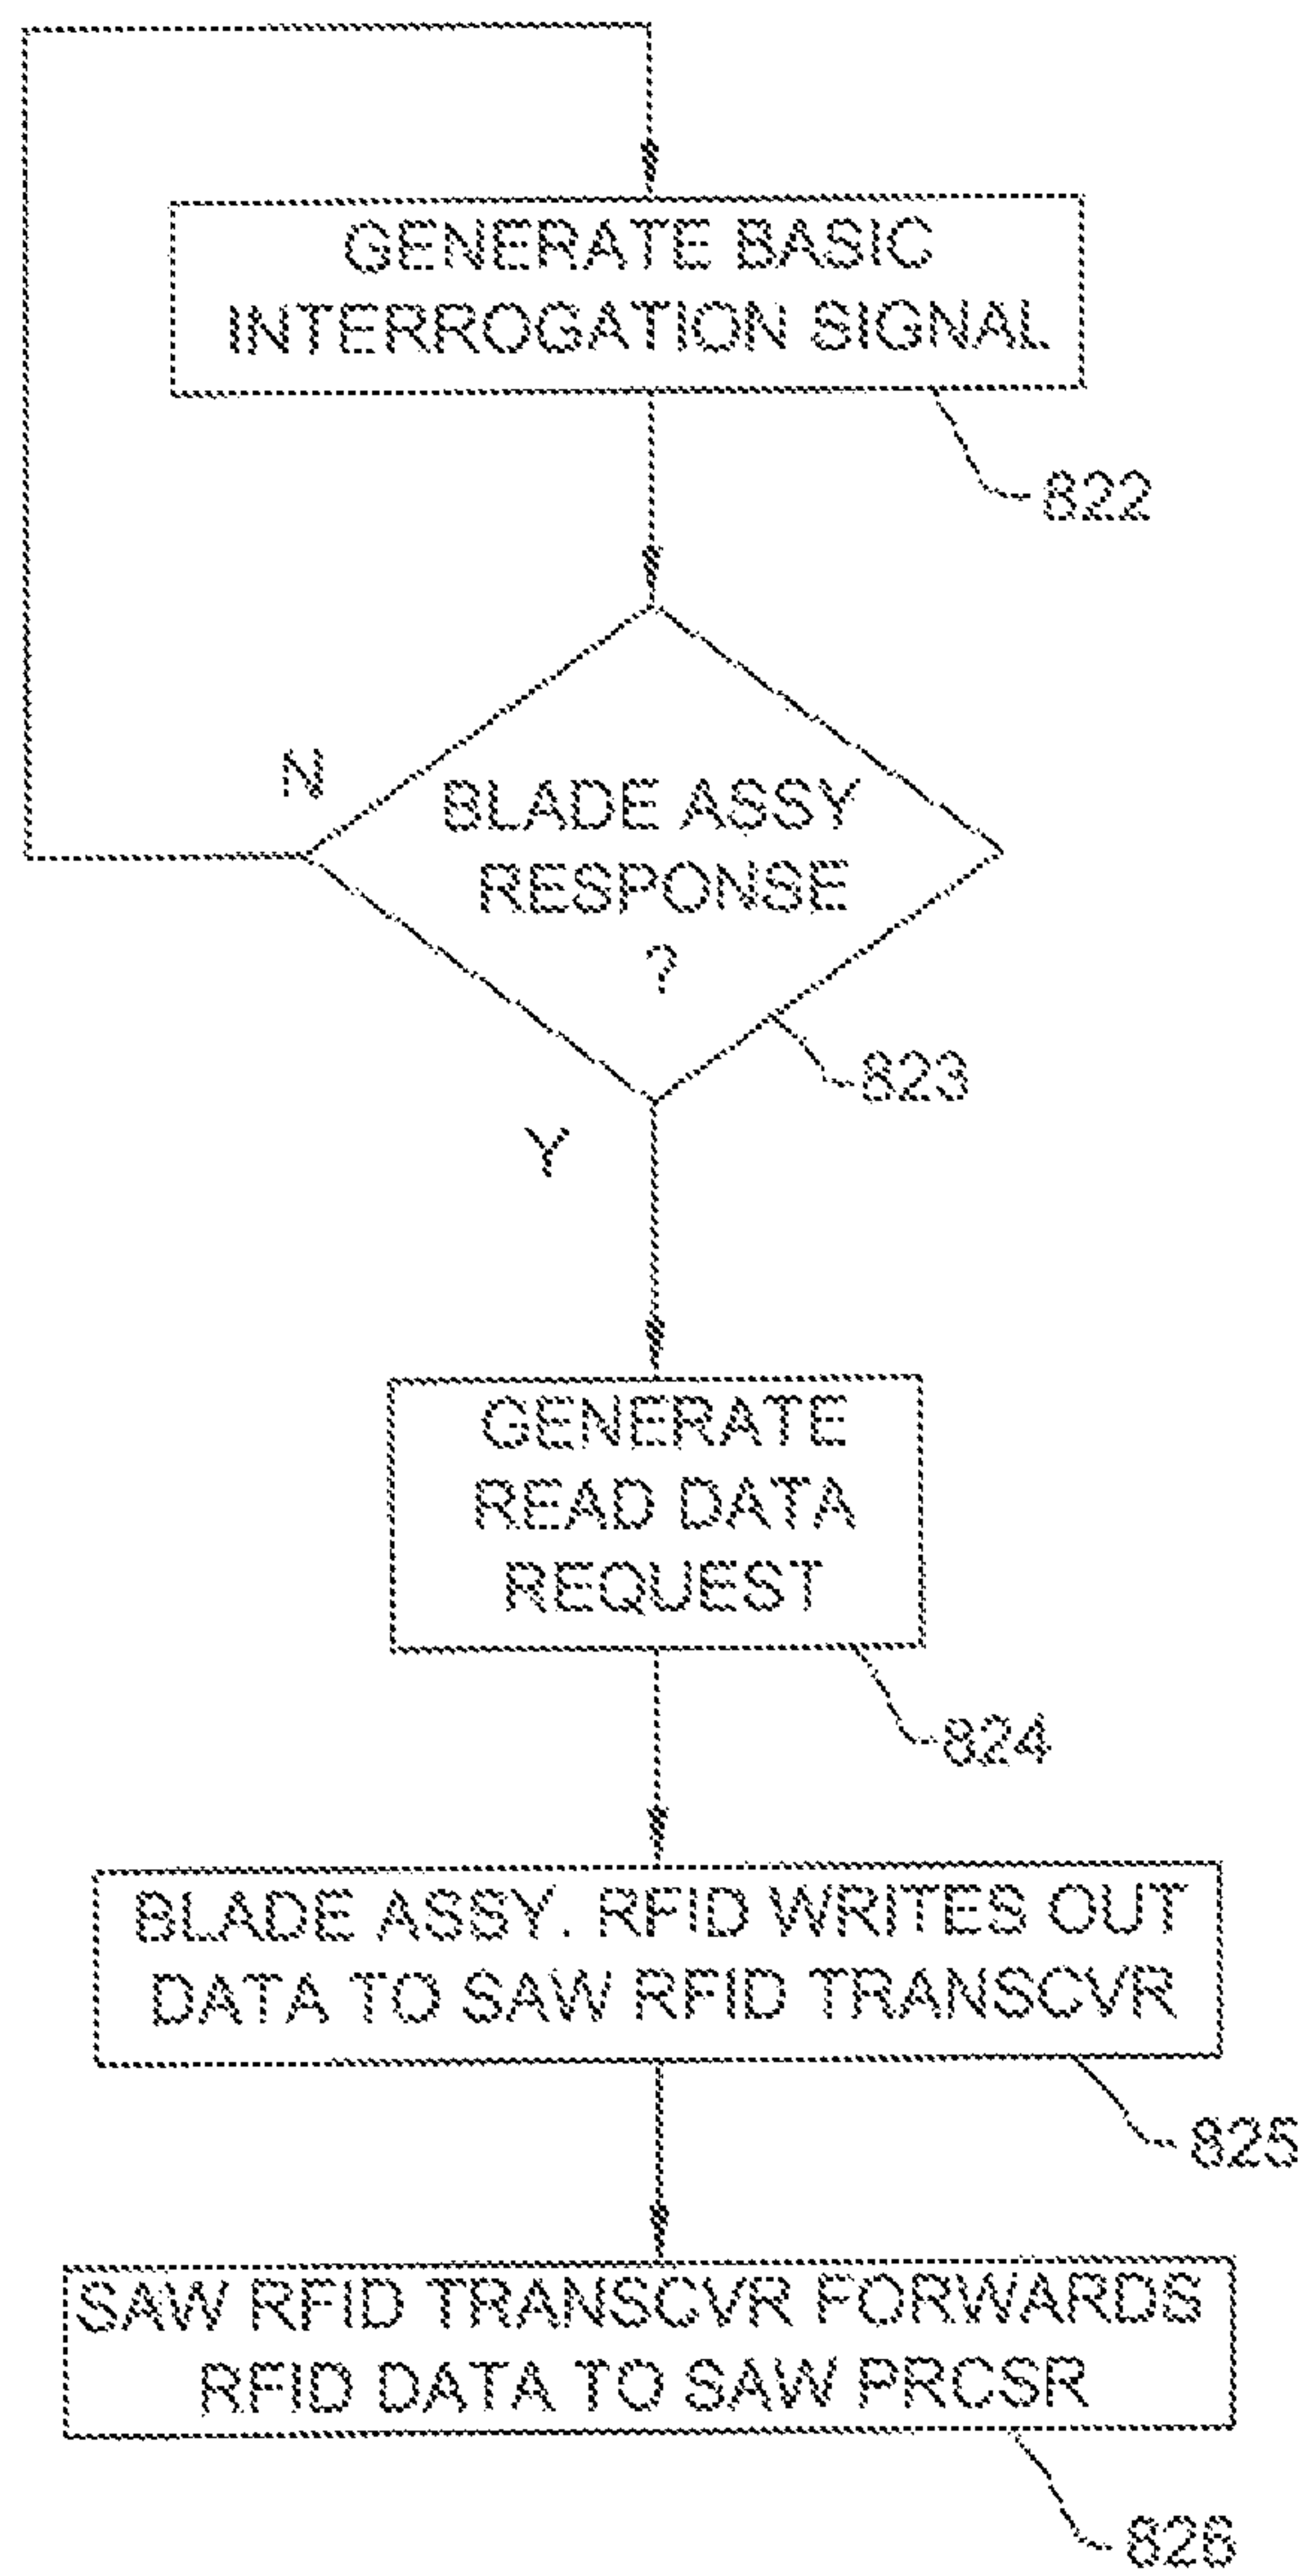 GENERATE BASIC
INTERROGATION SIGNAL
822
N
BLADE ASSY
RESPONSE
?
823
Y
GENERATE
READ DATA
REQUEST
824
BLADE ASSY. RFID WRITES OUT
DATA TO SAW RFID TRANSCVR
825
SAW RFID TRANSCVR FORWARDS
RFID DATA TO SAW PRCSR
826